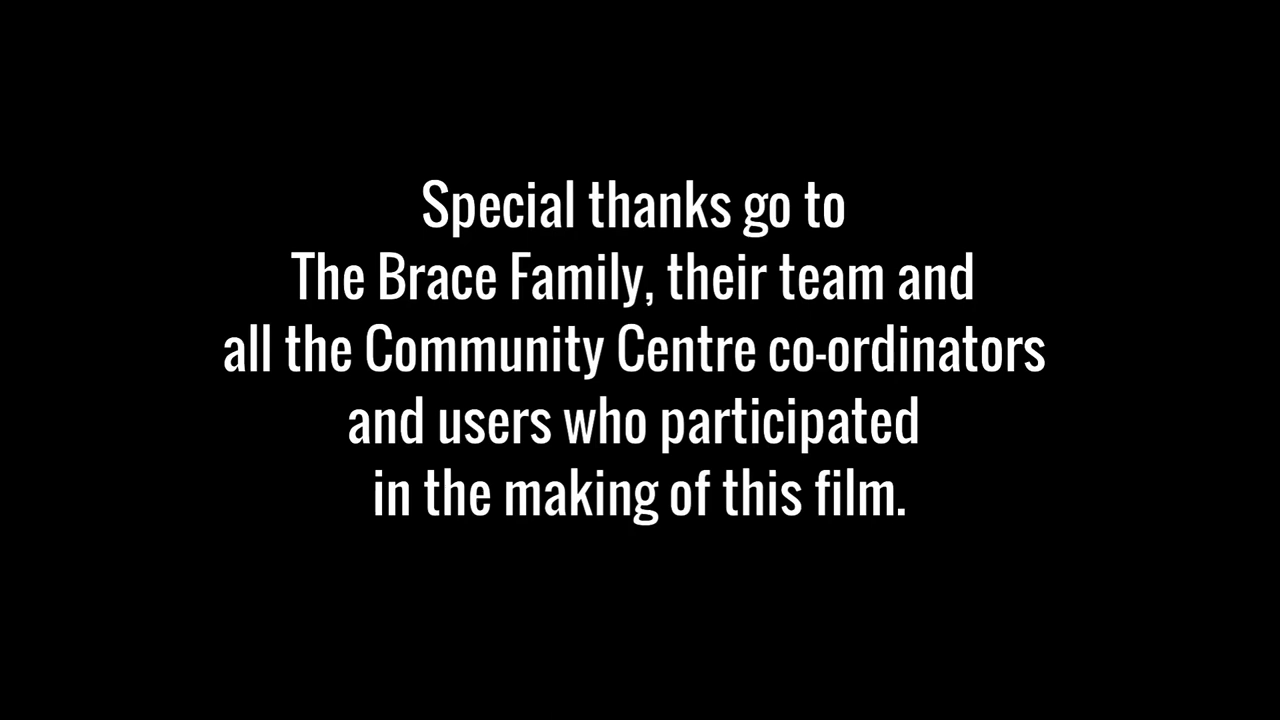 Special thanks go to
The Brace Family, their team and
all the Community Centre co-ordinators
and users who participated
in the making of this film.